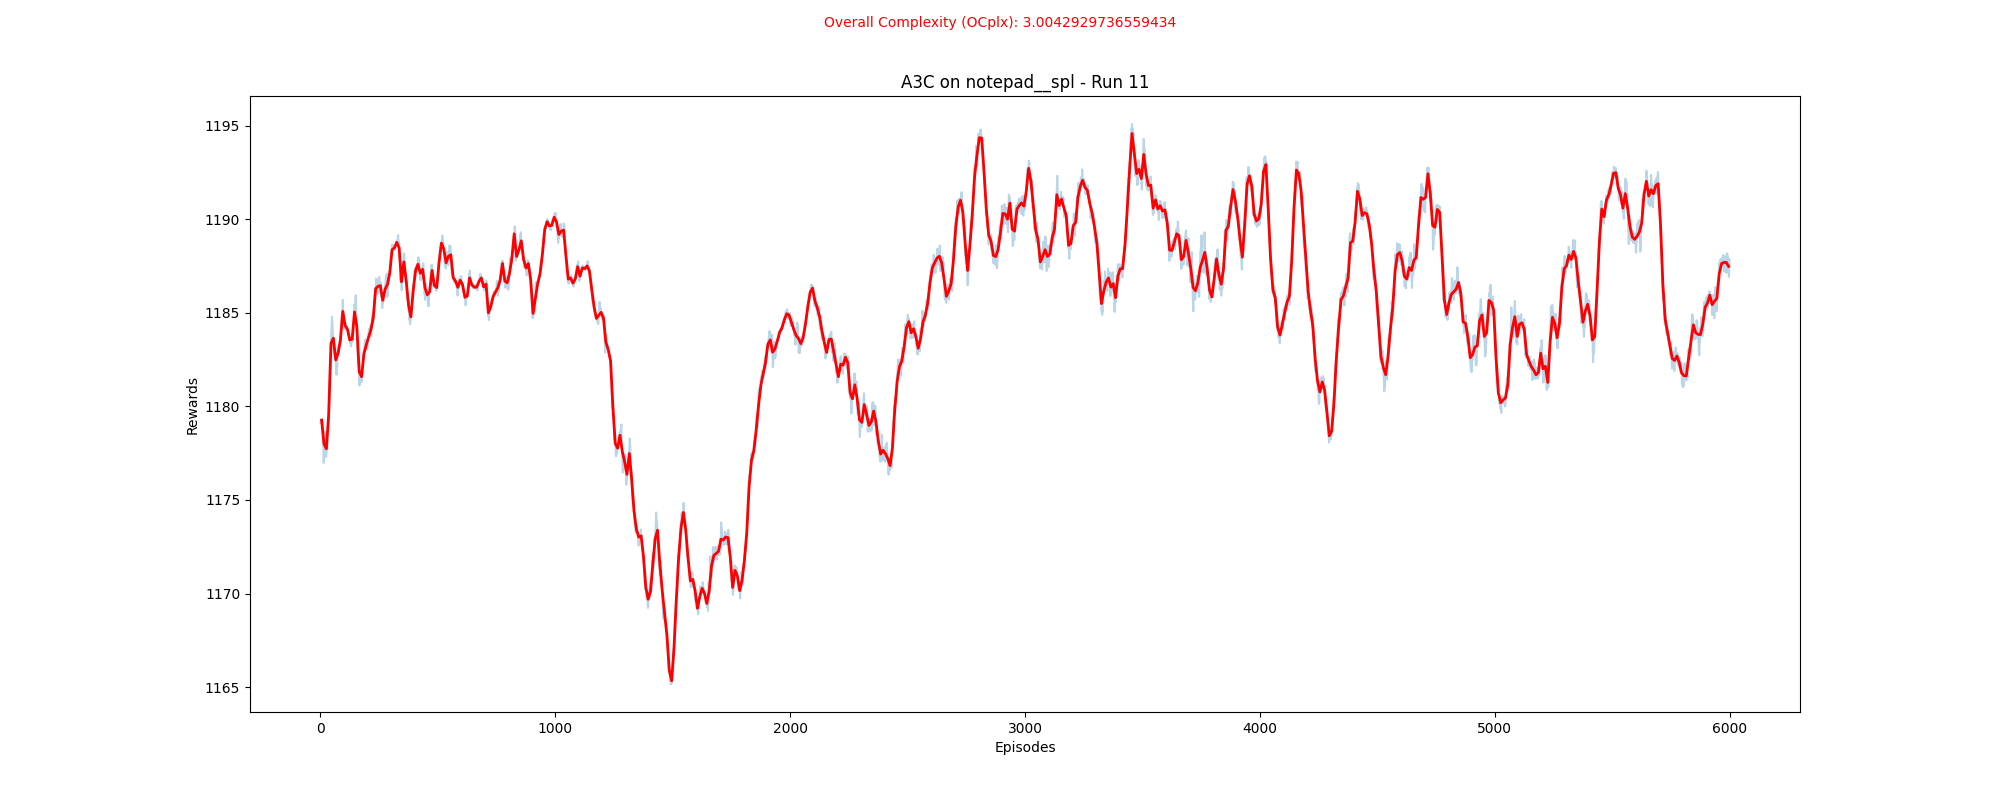 Overall Complexity (OCplx): 3.0042929736559434
A3C on notepad__spl - Run 11
1195
1190
1185
1180
1175
1170
1165
Rewards
0 1000 2000 3000 4000 5000 6000
Episodes